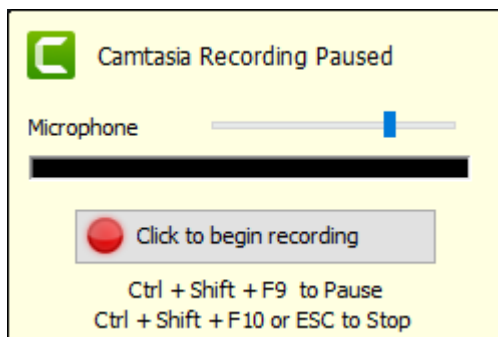 Camtasia Recording Paused
Microphone
Click to begin recording
Ctrl + Shift + F9  to Pause
Ctrl + Shift + F10 or ESC to Stop